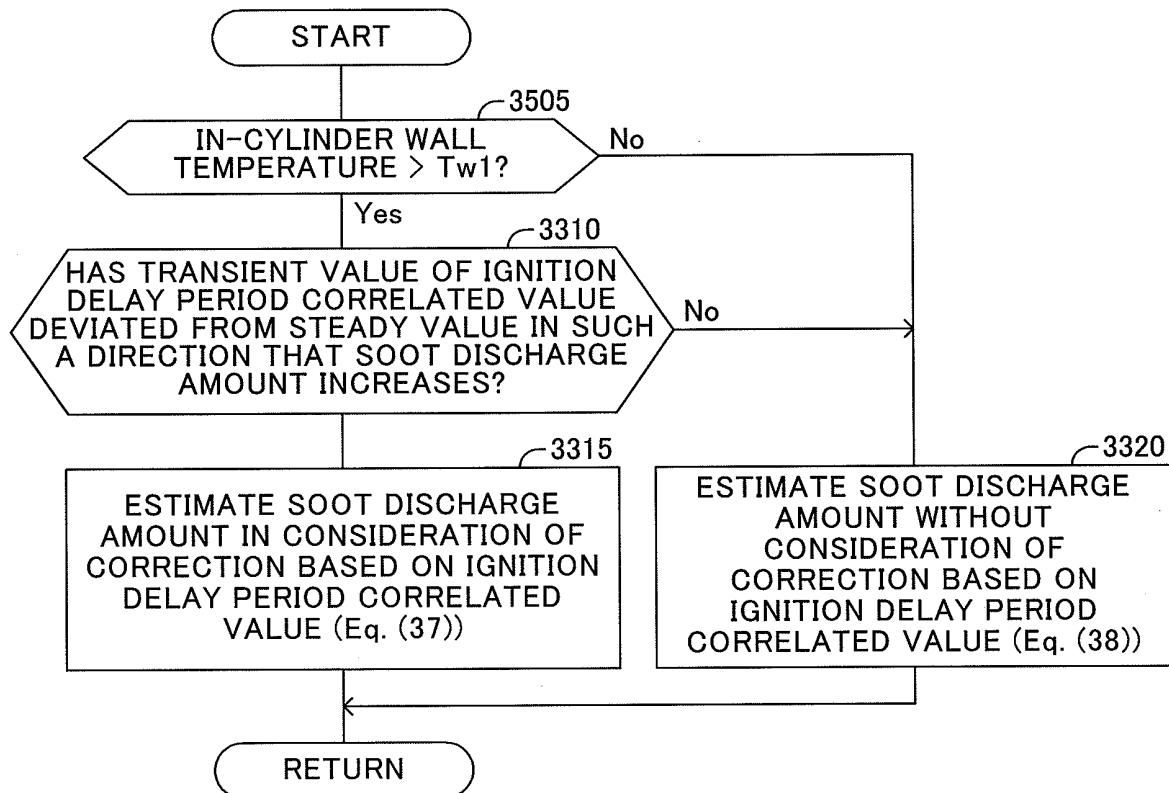 START
3505
IN-CYLINDER WALL
TEMPERATURE > Tw1?
No
Yes
3310
HAS TRANSIENT VALUE OF IGNITION
DELAY PERIOD CORRELATED VALUE
DEVIATED FROM STEADY VALUE IN SUCH
A DIRECTION THAT SOOT DISCHARGE
AMOUNT INCREASES?
No
3315
ESTIMATE SOOT DISCHARGE
AMOUNT IN CONSIDERATION OF
CORRECTION BASED ON IGNITION
DELAY PERIOD CORRELATED
VALUE (Eq. (37))
3320
ESTIMATE SOOT DISCHARGE
AMOUNT WITHOUT
CONSIDERATION OF
CORRECTION BASED ON
IGNITION DELAY PERIOD
CORRELATED VALUE (Eq. (38))
RETURN